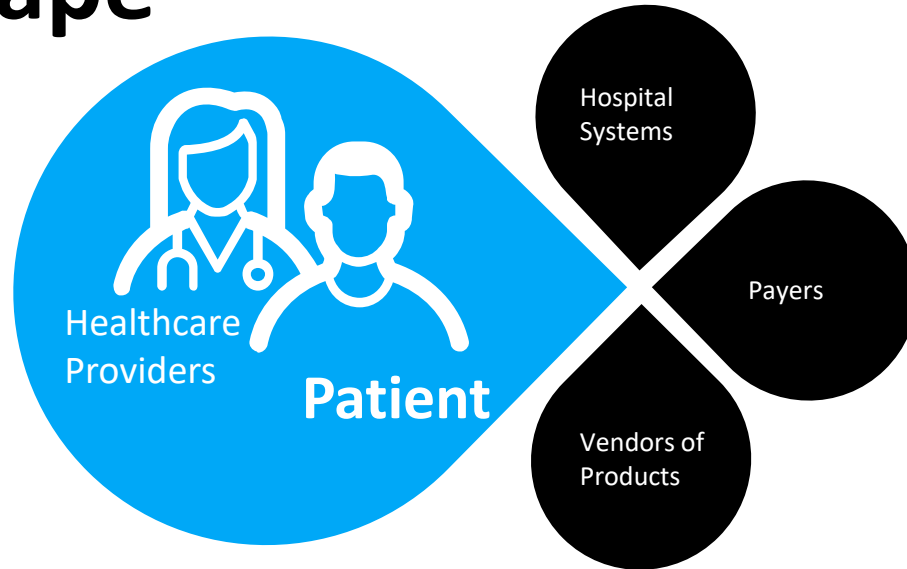 ape
Hospital
Systems
Healthcare
Providers
Patient
Payers
Vendors of
Products